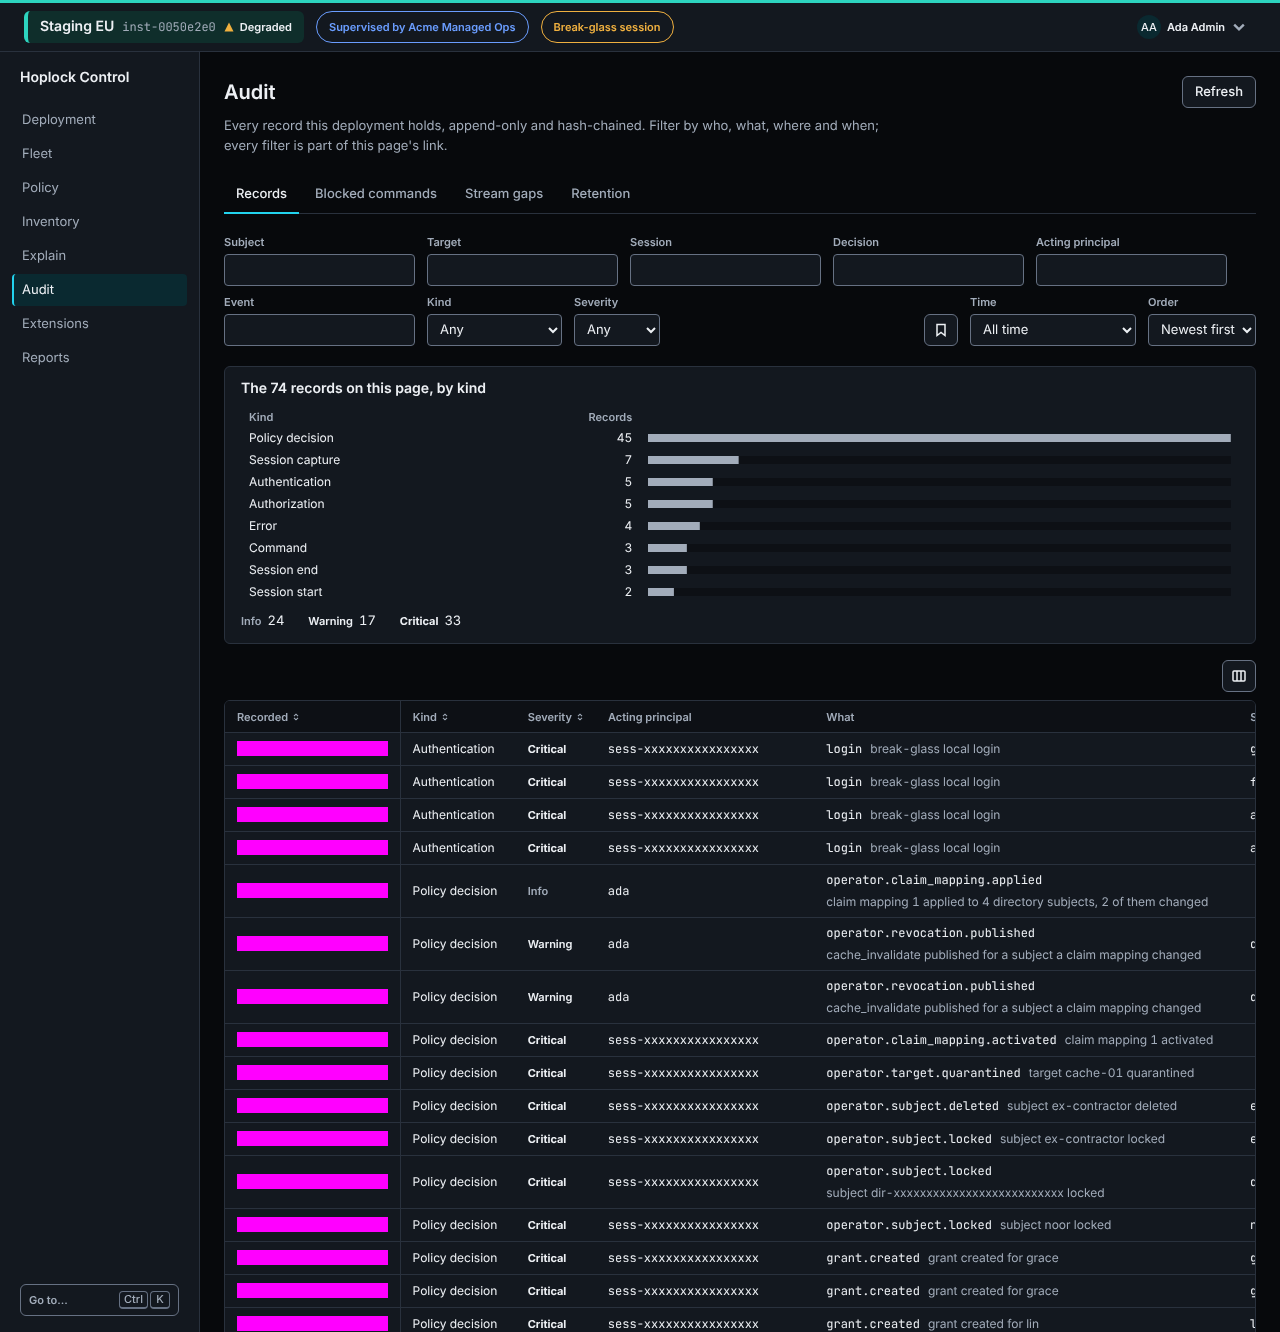 Staging EU inst-0050e2e0 Degraded Supervised by Acme Managed Ops Break-glass session AA Ada Admin
Hoplock Control
Deployment
Fleet
Policy
Inventory
Explain
Audit
Extensions
Reports
Go to... Ctrl K
Audit
Refresh
Every record this deployment holds, append-only and hash-chained. Filter by who, what, where and when;
every filter is part of this page's link.
Records Blocked commands Stream gaps Retention
Subject Target Session Decision Acting principal
Event Kind Severity Time Order
Any Any All time Newest first
The 74 records on this page, by kind
Kind Records
Policy decision 45
Session capture 7
Authentication 5
Authorization 5
Error 4
Command 3
Session end 3
Session start 2
Info 24 Warning 17 Critical 33
Recorded Kind Severity Acting principal What
Authentication Critical sess-xxxxxxxxxxxxxxxx login break-glass local login
Authentication Critical sess-xxxxxxxxxxxxxxxx login break-glass local login
Authentication Critical sess-xxxxxxxxxxxxxxxx login break-glass local login
Authentication Critical sess-xxxxxxxxxxxxxxxx login break-glass local login
Policy decision Info ada operator.claim_mapping.applied
claim mapping 1 applied to 4 directory subjects, 2 of them changed
Policy decision Warning ada operator.revocation.published
cache_invalidate published for a subject a claim mapping changed
Policy decision Warning ada operator.revocation.published
cache_invalidate published for a subject a claim mapping changed
Policy decision Critical sess-xxxxxxxxxxxxxxxx operator.claim_mapping.activated claim mapping 1 activated
Policy decision Critical sess-xxxxxxxxxxxxxxxx operator.target.quarantined target cache-01 quarantined
Policy decision Critical sess-xxxxxxxxxxxxxxxx operator.subject.deleted subject ex-contractor deleted
Policy decision Critical sess-xxxxxxxxxxxxxxxx operator.subject.locked subject ex-contractor locked
Policy decision Critical sess-xxxxxxxxxxxxxxxx operator.subject.locked
subject dir-xxxxxxxxxxxxxxxxxxxxxxxxxx locked
Policy decision Critical sess-xxxxxxxxxxxxxxxx operator.subject.locked subject noor locked
Policy decision Critical sess-xxxxxxxxxxxxxxxx grant.created grant created for grace
Policy decision Critical sess-xxxxxxxxxxxxxxxx grant.created grant created for grace
Policy decision Critical sess-xxxxxxxxxxxxxxxx grant.created grant created for lin